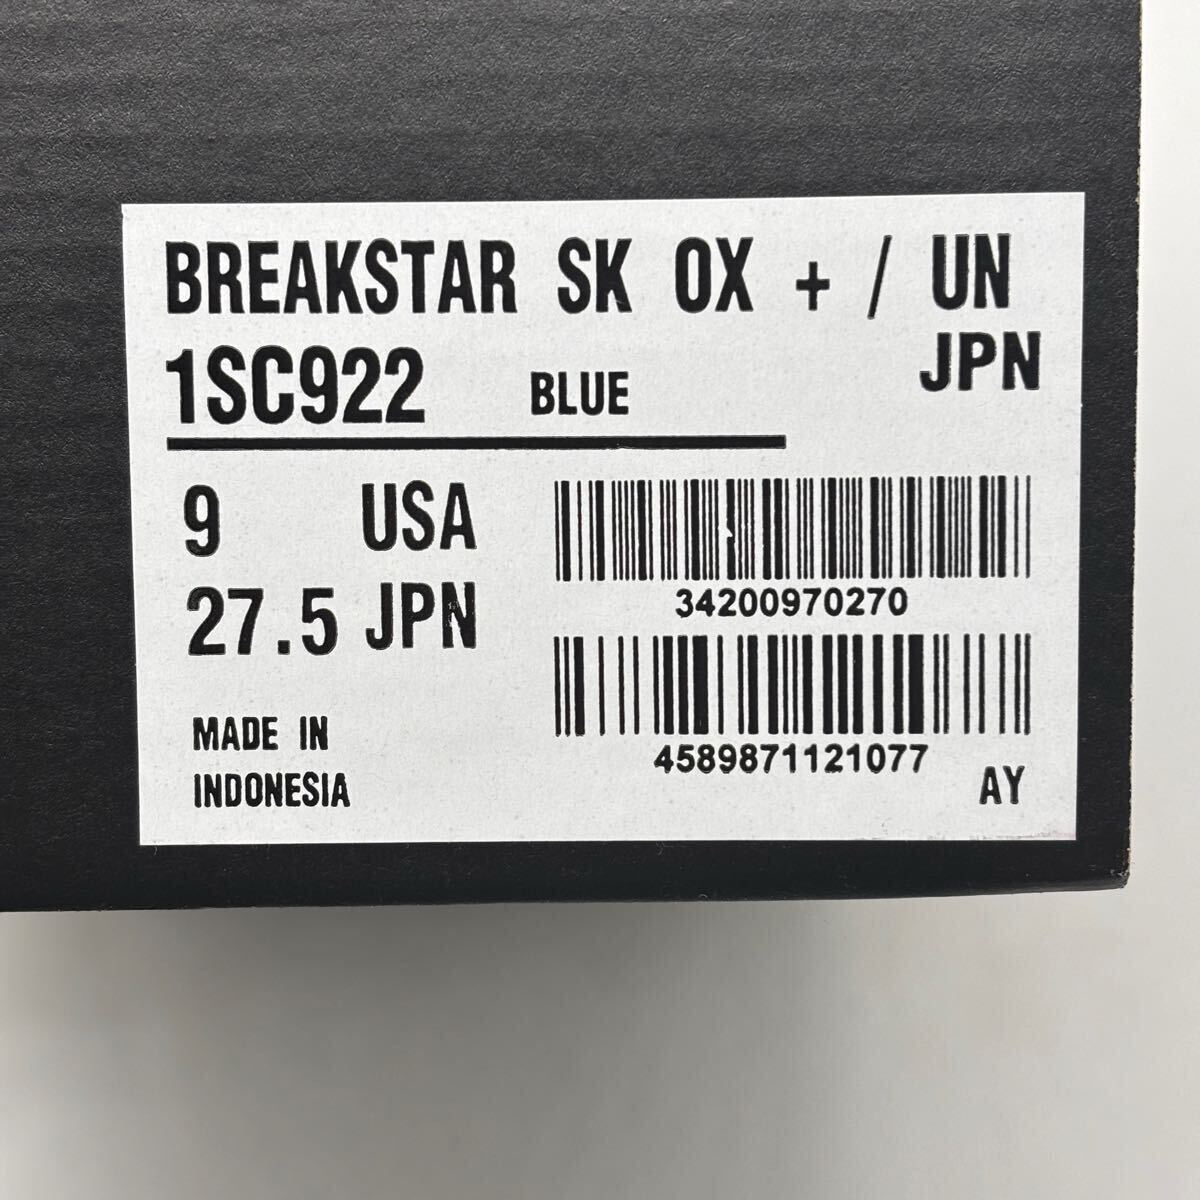 BREAKSTAR SK OX + / UN
1SC922 BLUE JPN
9 USA
27.5 JPN
34200970270
4589871121077
MADE IN
INDONESIA
AY